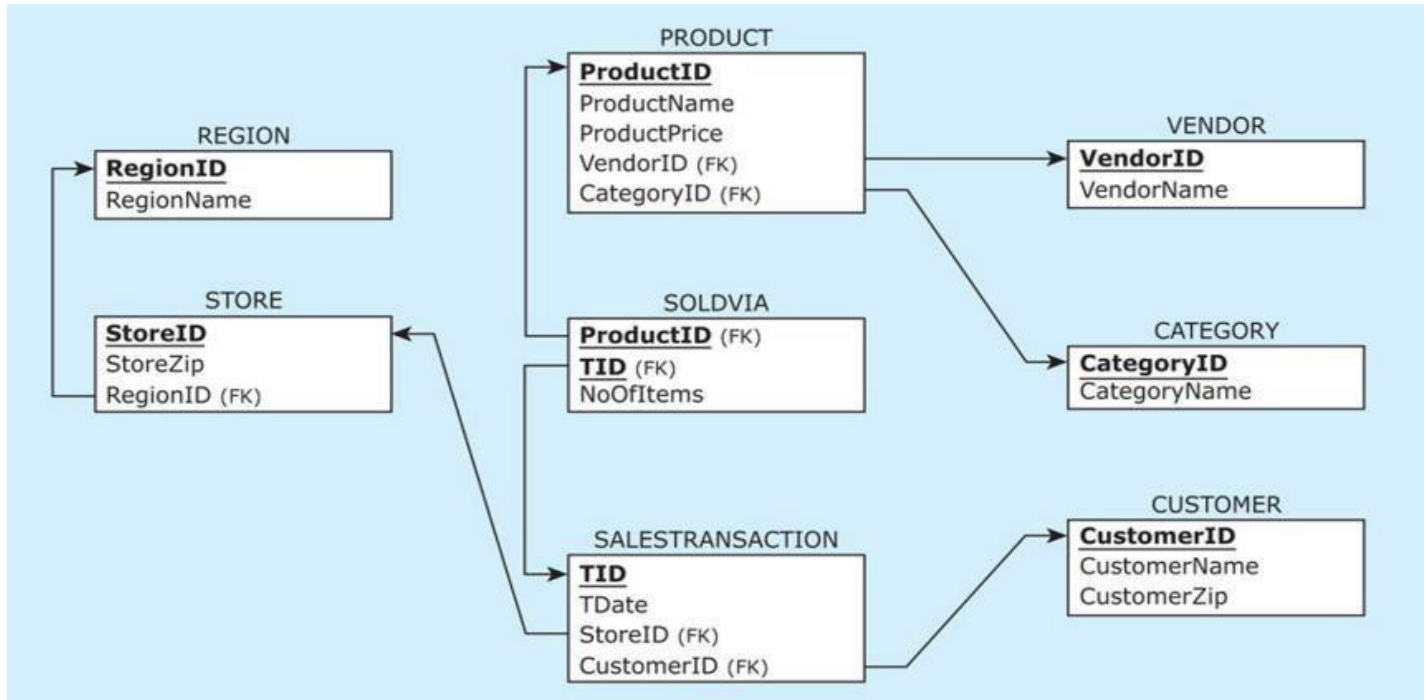 PRODUCT
ProductID
ProductName
ProductPrice
VendorID (FK)
CategoryID (FK)
REGION
RegionID
RegionName
VENDOR
VendorID
VendorName
STORE
StoreID
StoreZip
RegionID (FK)
SOLDVIA
ProductID (FK)
TID (FK)
NoOfItems
CATEGORY
CategoryID
CategoryName
SALESTRANSACTION
TID
TDate
StoreID (FK)
CustomerID (FK)
CUSTOMER
CustomerID
CustomerName
CustomerZip